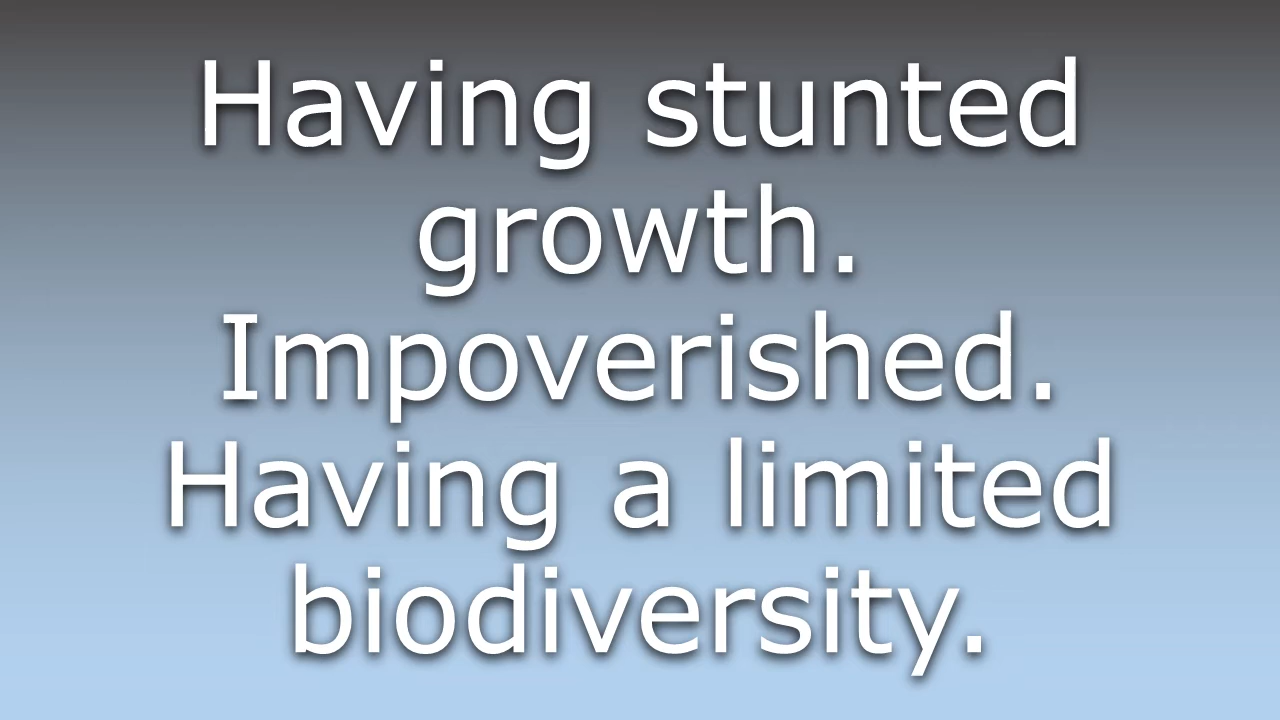 Having stunted
growth.
Impoverished.
Having a limited
biodiversity.